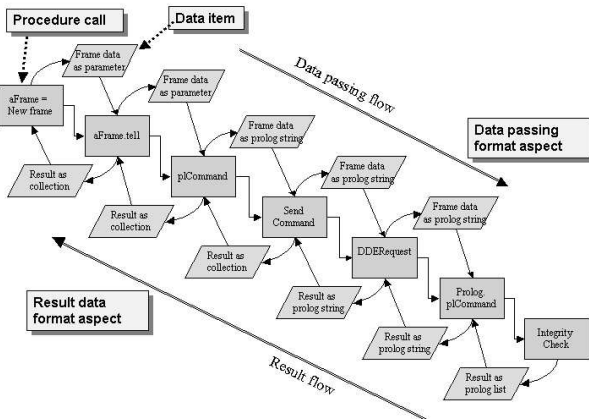 Procedure call
Data item
Frame data
as parameter
Data passing flow
aFrame =
New frame
Frame data
as parameter
aFrame.tell
Frame data
as prolog string
Data passing
format aspect
Result as
collection
plCommand
Frame data
as prolog string
Result as
collection
Send
Command
Frame data
as prolog string
Result as
collection
DDERequest
Result data
format aspect
Result as
prolog string
Prolog.
plCommand
Result as
prolog string
Integrity
Check
Result flow
Result as
prolog list